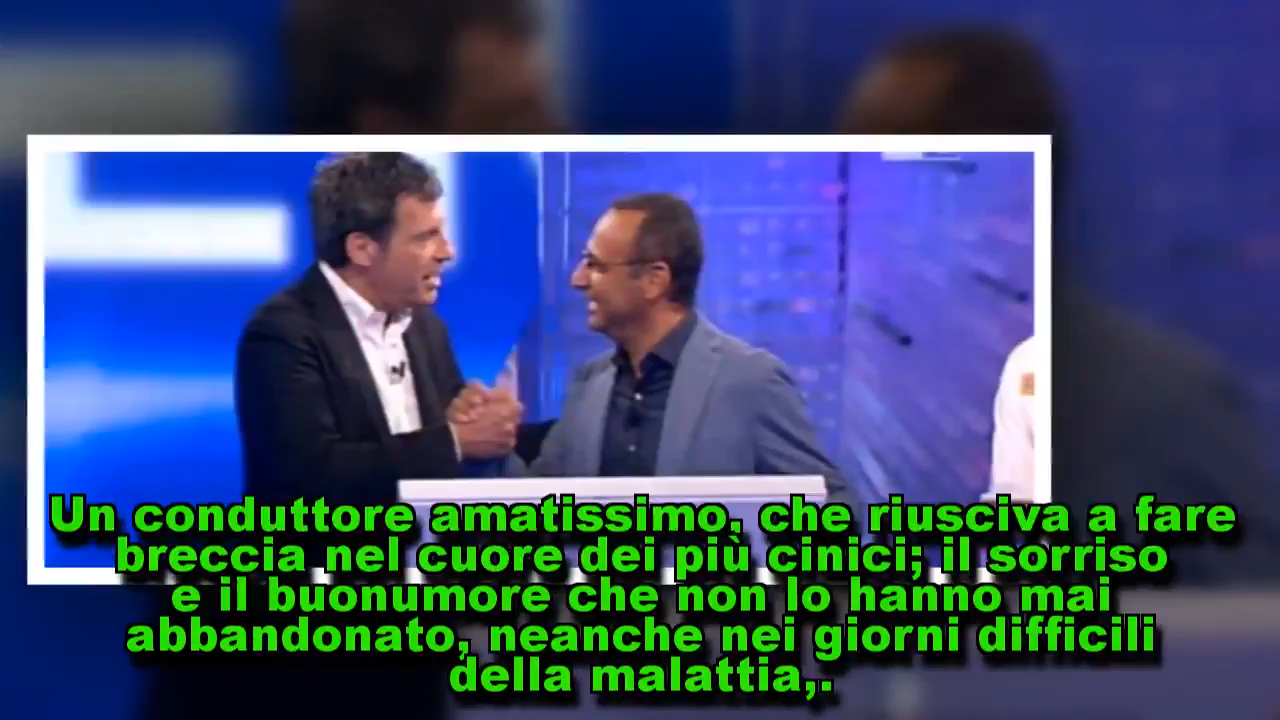 Un conduttore amatissimo, che riusciva a fare
breccia nel cuore dei più cinici; il sorriso
e il buonumore che non lo hanno mai
abbandonato, neanche nei giorni difficili
della malattia,.